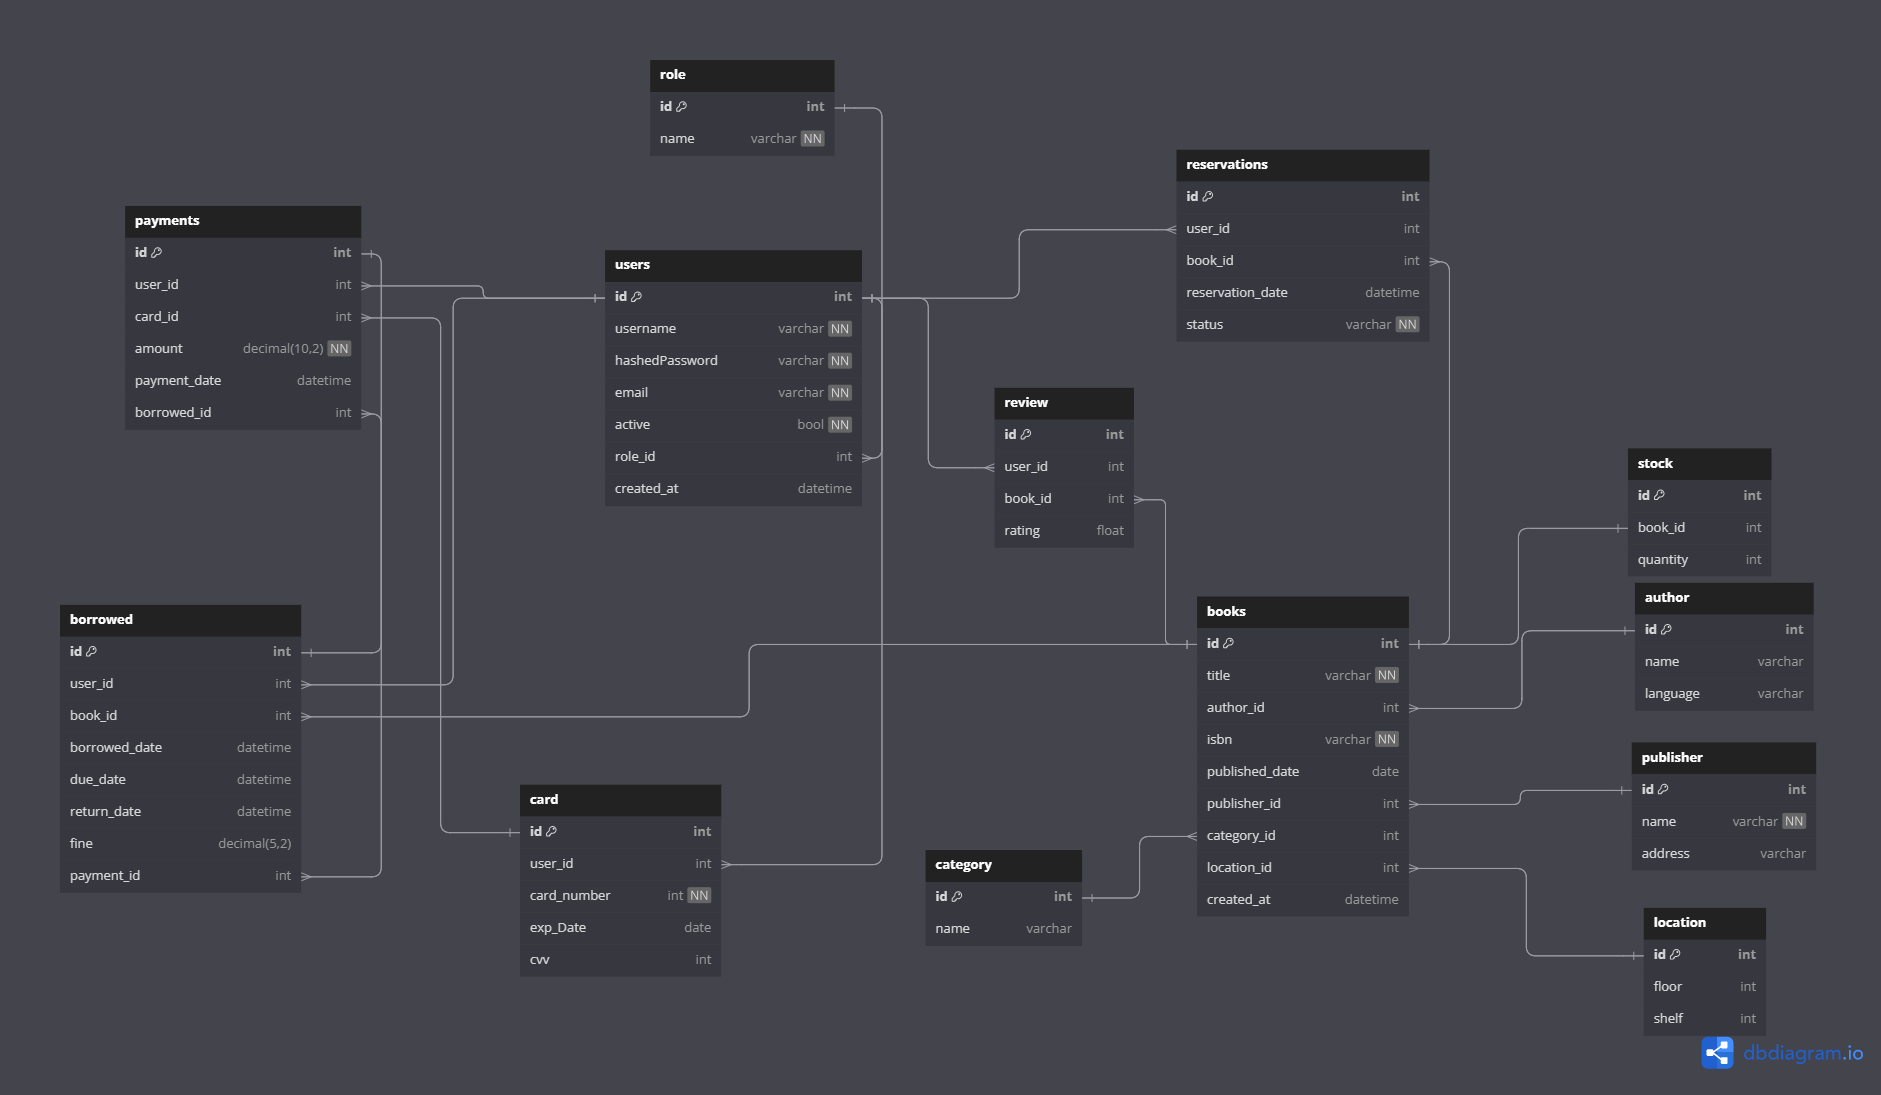 role
id int
name varchar NN
payments
id int
user_id int
card_id int
amount decimal(10,2) NN
payment_date datetime
borrowed_id int
users
id int
username varchar NN
hashedPassword varchar NN
email varchar NN
active bool NN
role_id int
created_at datetime
reservations
id int
user_id int
book_id int
reservation_date datetime
status varchar NN
review
id int
user_id int
book_id int
rating float
stock
id int
book_id int
quantity int
author
id int
name varchar
language varchar
borrowed
id int
user_id int
book_id int
borrowed_date datetime
due_date datetime
return_date datetime
fine decimal(5,2)
payment_id int
books
id int
title varchar NN
author_id int
isbn varchar NN
published_date date
publisher_id int
category_id int
location_id int
created_at datetime
publisher
id int
name varchar NN
address varchar
card
id int
user_id int
card_number int NN
exp_Date date
cvv int
category
id int
name varchar
location
id int
floor int
shelf int
dbdiagram.io